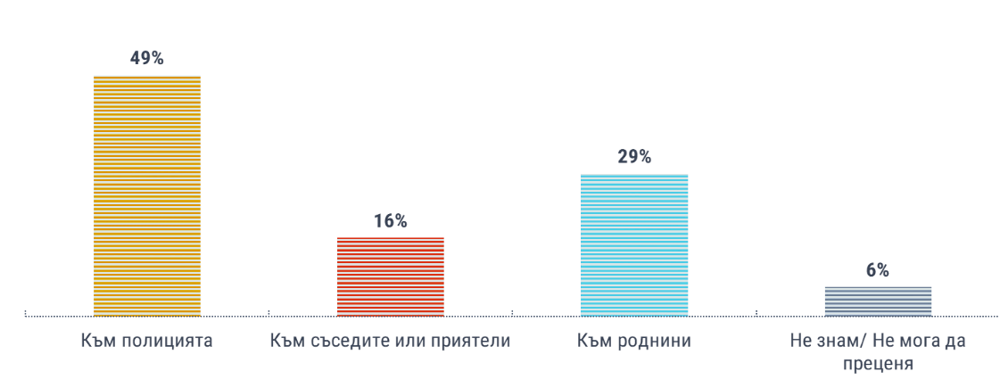 49%
29%
16%
6%
Към полицията
Към съседите или приятели
Към роднини
Не знам/ Не мога да
преценя